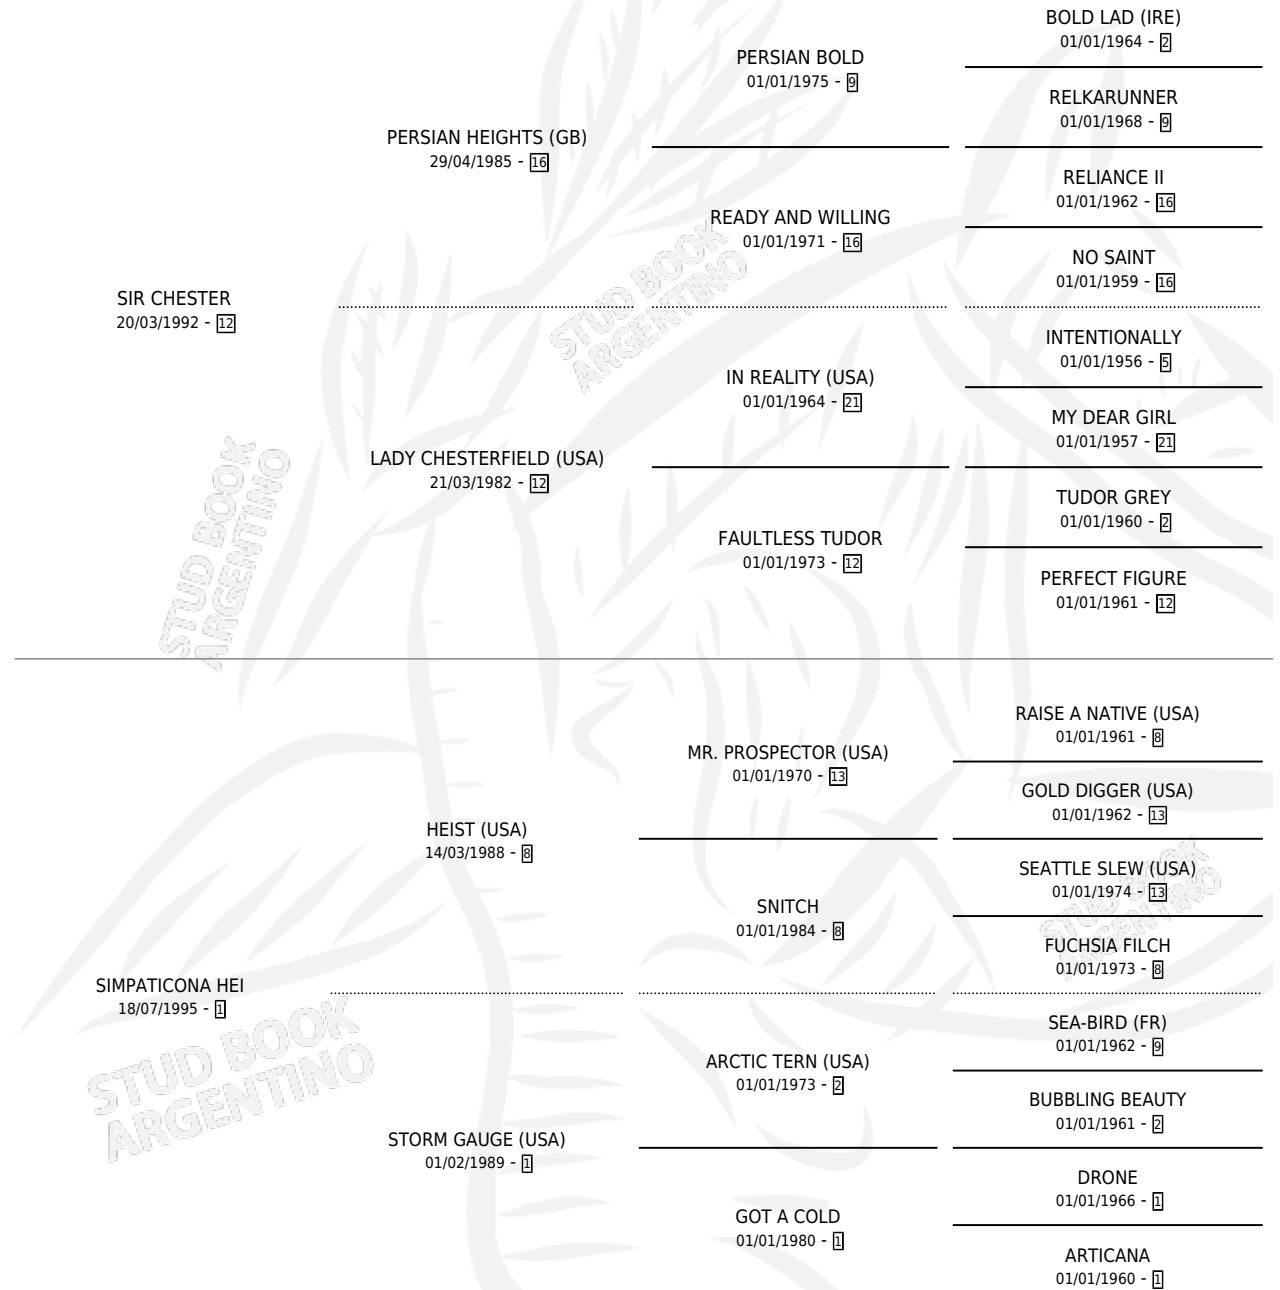 SIR CHESTER
20/03/1992 - 12
PERSIAN HEIGHTS (GB)
29/04/1985 - 16
LADY CHESTERFIELD (USA)
21/03/1982 - 12
PERSIAN BOLD
01/01/1975 - 9
READY AND WILLING
01/01/1971 - 16
IN REALITY (USA)
01/01/1964 - 21
FAULTLESS TUDOR
01/01/1973 - 12
BOLD LAD (IRE)
01/01/1964 - 2
RELKARUNNER
01/01/1968 - 9
RELIANCE II
01/01/1962 - 16
NO SAINT
01/01/1959 - 16
INTENTIONALLY
01/01/1956 - 5
MY DEAR GIRL
01/01/1957 - 21
TUDOR GREY
01/01/1960 - 2
PERFECT FIGURE
01/01/1961 - 12
STUD BOOK
ARGENTINO
STUD BOOK
ARGENTINO
SIMPATICONA HEI
18/07/1995 - 1
HEIST (USA)
14/03/1988 - 8
STORM GAUGE (USA)
01/02/1989 - 1
MR. PROSPECTOR (USA)
01/01/1970 - 13
SNITCH
01/01/1984 - 8
ARCTIC TERN (USA)
01/01/1973 - 2
GOT A COLD
01/01/1980 - 1
RAISE A NATIVE (USA)
01/01/1961 - 8
GOLD DIGGER (USA)
01/01/1962 - 13
SEATTLE SLEW (USA)
01/01/1974 - 13
FUCHSIA FILCH
01/01/1973 - 8
SEA-BIRD (FR)
01/01/1962 - 9
BUBBLING BEAUTY
01/01/1961 - 2
DRONE
01/01/1966 - 1
ARTICANA
01/01/1960 - 1
STUD BOOK
ARGENTINO
STUD BOOK
ARGENTINO